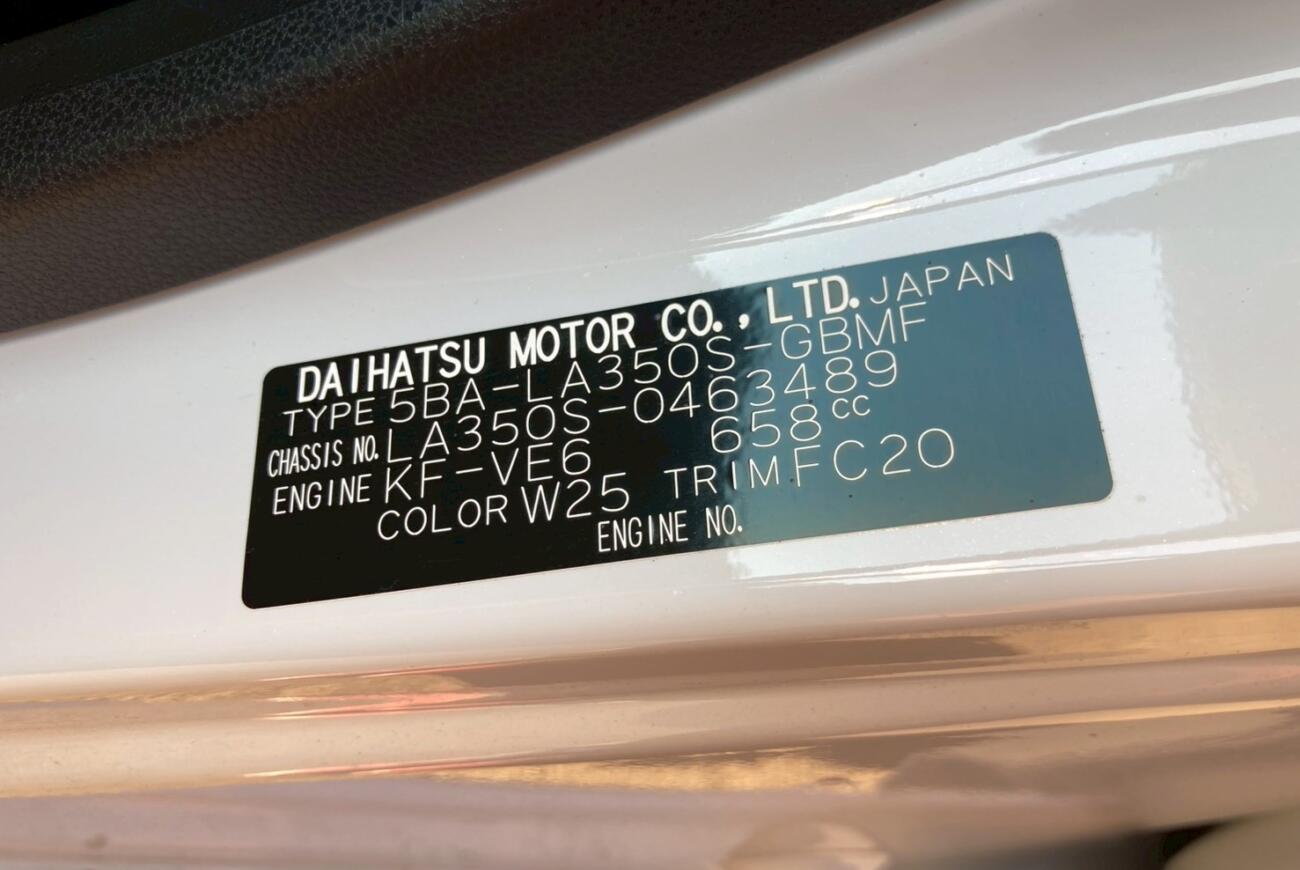 DAIHATSU MOTOR CO., LTD. JAPAN
TYPE 5BA-LA350S-GBMF
CHASSIS NO. LA350S-0463489
ENGINE KF-VE6 658cc
COLOR W25 TRIM FC20
ENGINE NO.